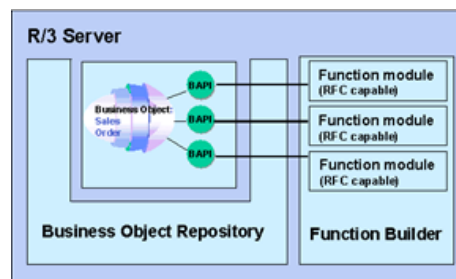 R/3 Server
Business Object:
Sales
Order
BAPI
BAPI
BAPI
Function module
(RFC capable)
Function module
(RFC capable)
Function module
(RFC capable)
Business Object Repository
Function Builder